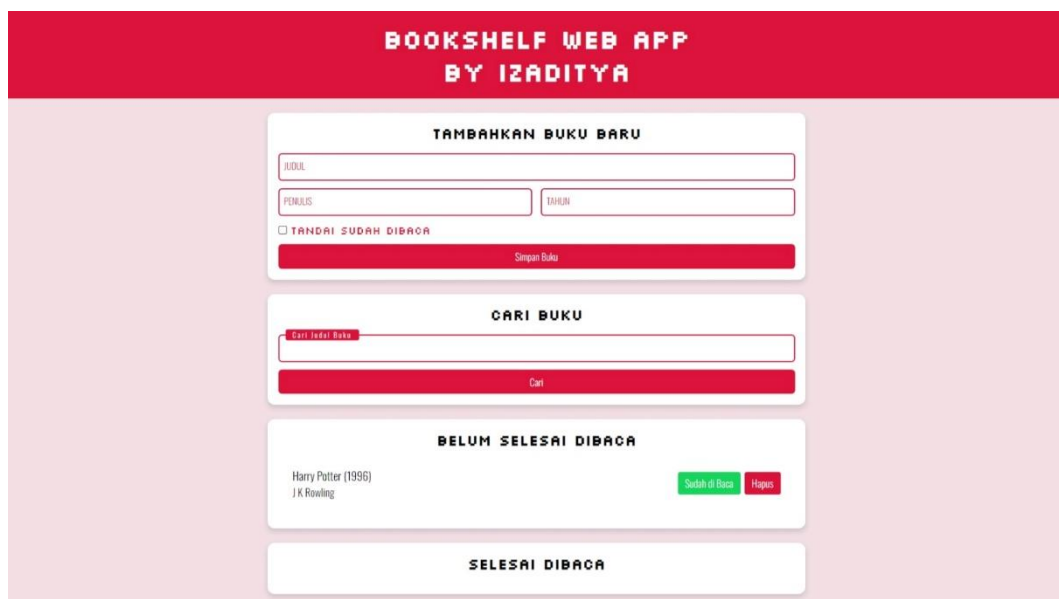 BOOKSHELF WEB APP
BY IZADITYA
TAMBAHKAN BUKU BARU
JUDUL
PENULIS
TAHUN
TANDAI SUDAH DIBACA
Simpan Buku
CARI BUKU
Cari Judul Buku
Cari
BELUM SELESAI DIBACA
Harry Potter (1996)
J K Rowling
Sudah di Baca
Hapus
SELESAI DIBACA